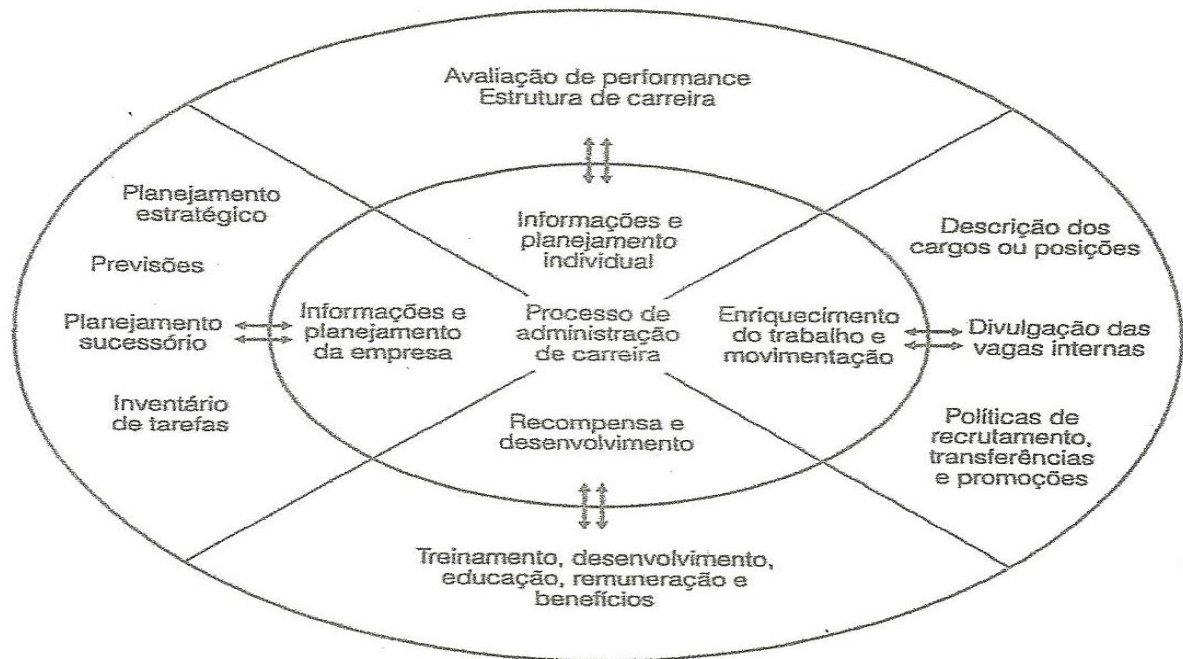 Avaliação de performance
Estrutura de carreira
Planejamento
estratégico
Previsões
Planejamento
sucessório
Inventário
de tarefas
Informações e
planejamento
individual
Informações e
planejamento
da empresa
Processo de
administração
de carreira
Enriquecimento
do trabalho e
movimentação
Recompensa e
desenvolvimento
Descrição dos
cargos ou posições
Divulgação das
vagas internas
Políticas de
recrutamento,
transferências
e promoções
Treinamento, desenvolvimento,
educação, remuneração e
benefícios